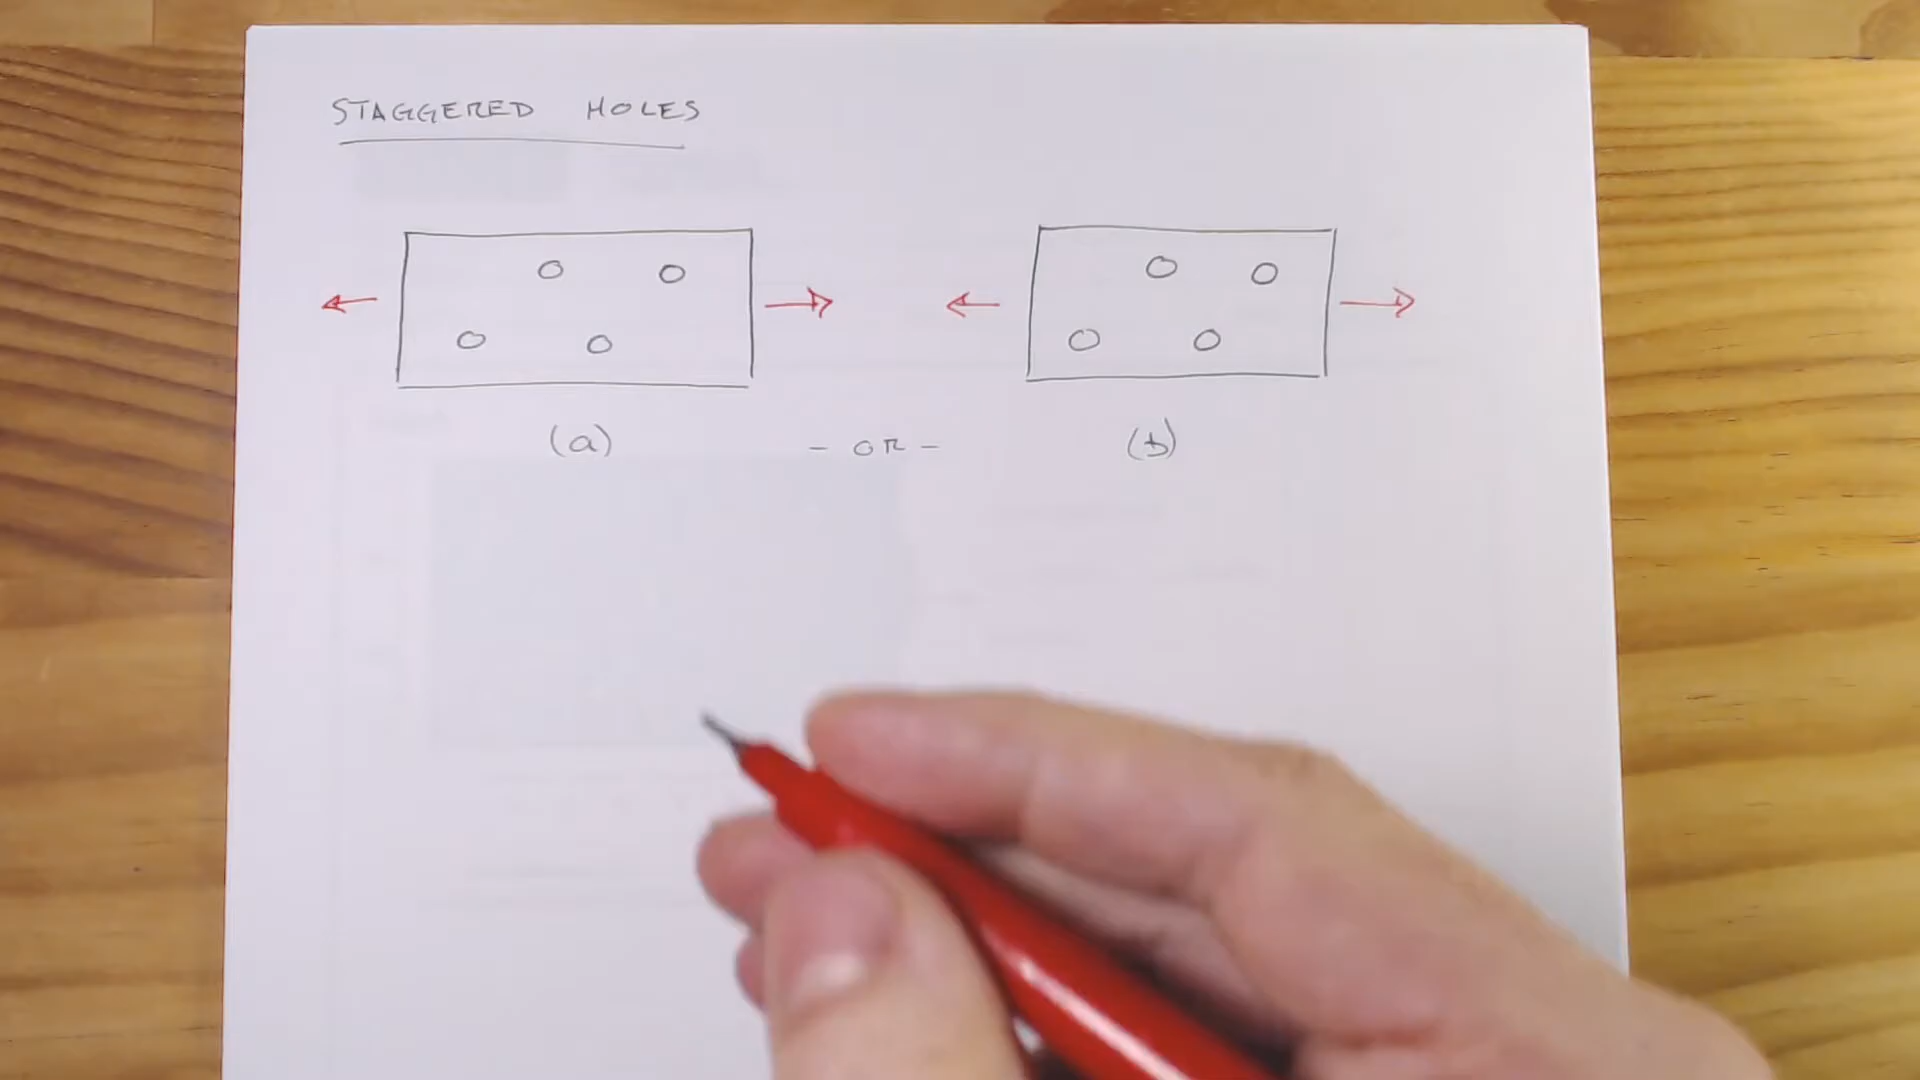 STAGGERED HOLES
(a) - OR - (b)